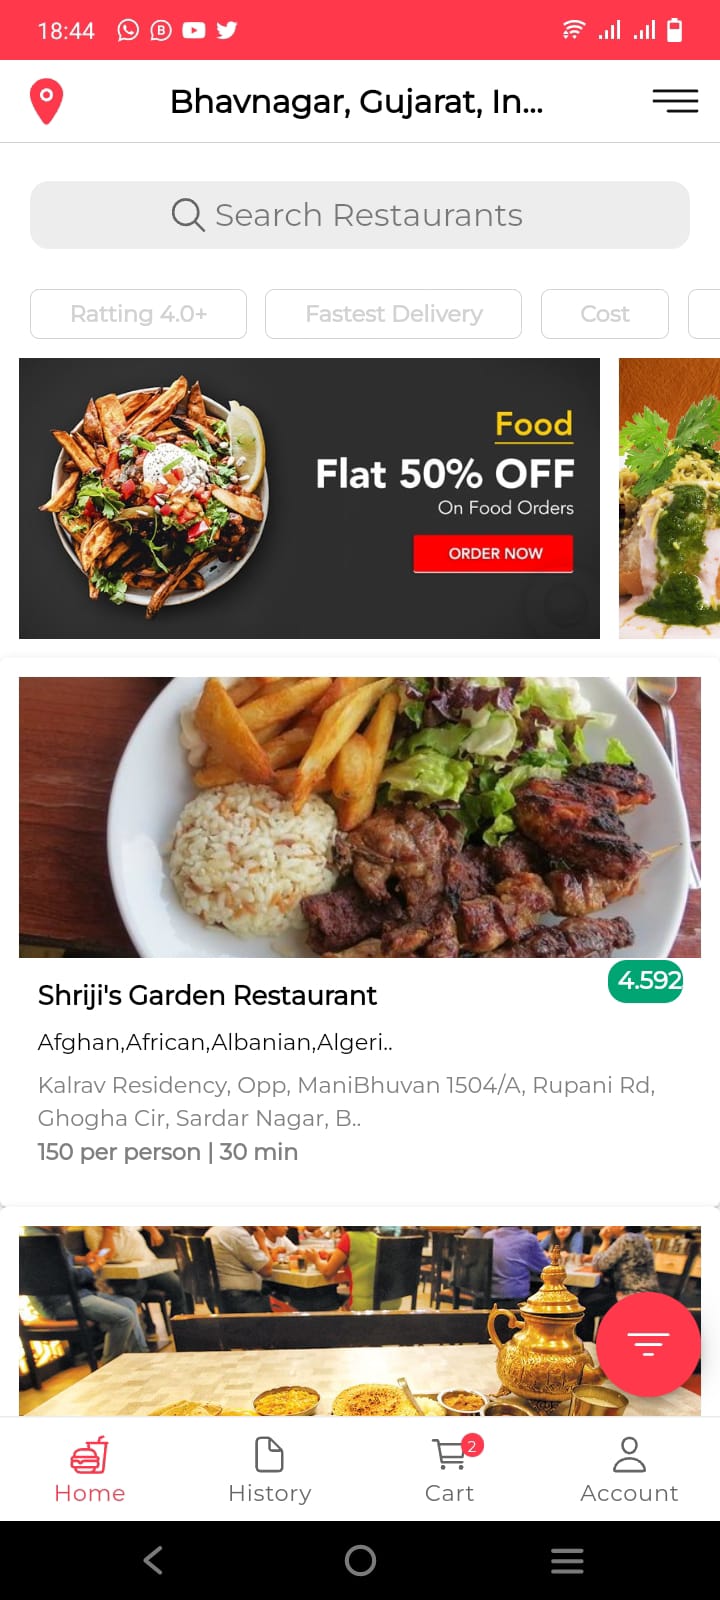 18:44
Bhavnagar, Gujarat, In...
Search Restaurants
Ratting 4.0+
Fastest Delivery
Cost
Food
Flat 50% OFF
On Food Orders
ORDER NOW
4.592
Shriji's Garden Restaurant
Afghan,African,Albanian,Algeri..
Kalrav Residency, Opp, ManiBhuvan 1504/A, Rupani Rd,
Ghogha Cir, Sardar Nagar, B..
150 per person | 30 min
2
Home
History
Cart
Account